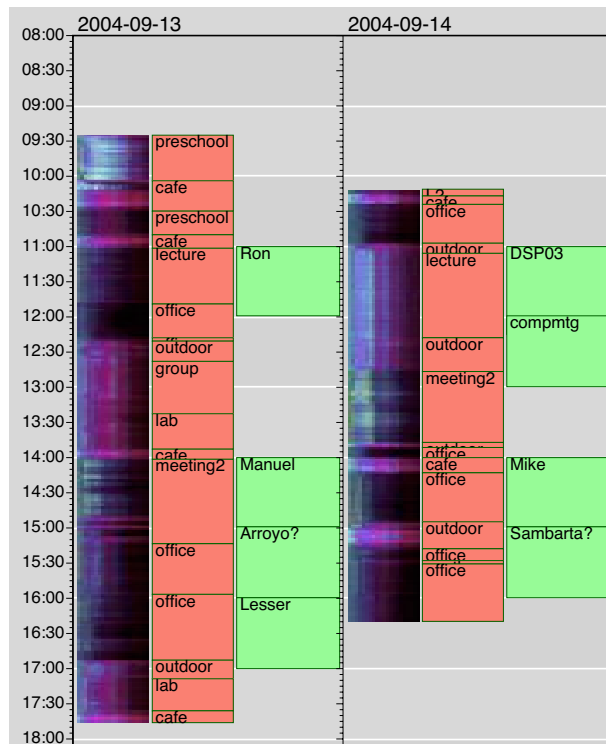 2004-09-13
2004-09-14
08:00
08:30
09:00
09:30
10:00
10:30
11:00
11:30
12:00
12:30
13:00
13:30
14:00
14:30
15:00
15:30
16:00
16:30
17:00
17:30
18:00
preschool
cafe
preschool
cafe
lecture
office
outdoor
group
lab
cafe
meeting2
office
office
outdoor
lab
cafe
Ron
Manuel
Arroyo?
Lesser
cafe
office
outdoor
lecture
outdoor
meeting2
outdoor
office
cafe
office
outdoor
office
office
DSP03
compmtg
Mike
Sambarta?